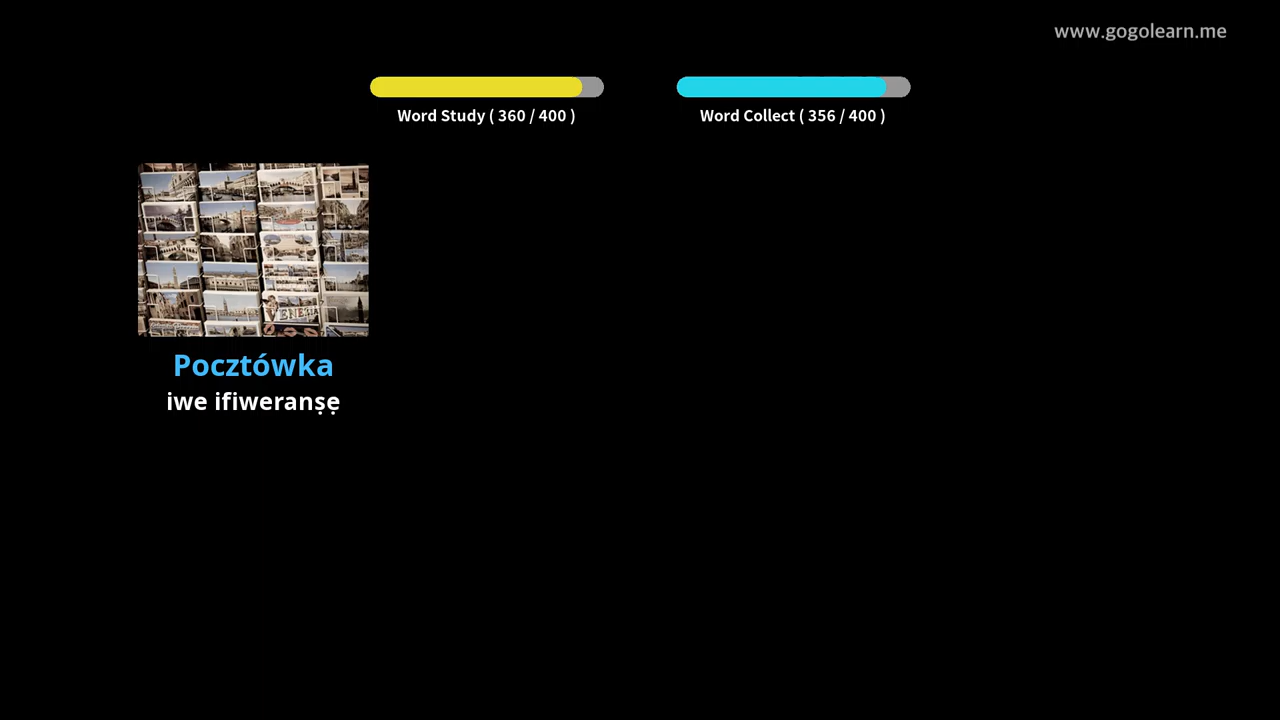 www.gogolearn.me
Word Study ( 360 / 400 )
Word Collect ( 356 / 400 )
Pocztówka
iwe ifiweranṣẹ